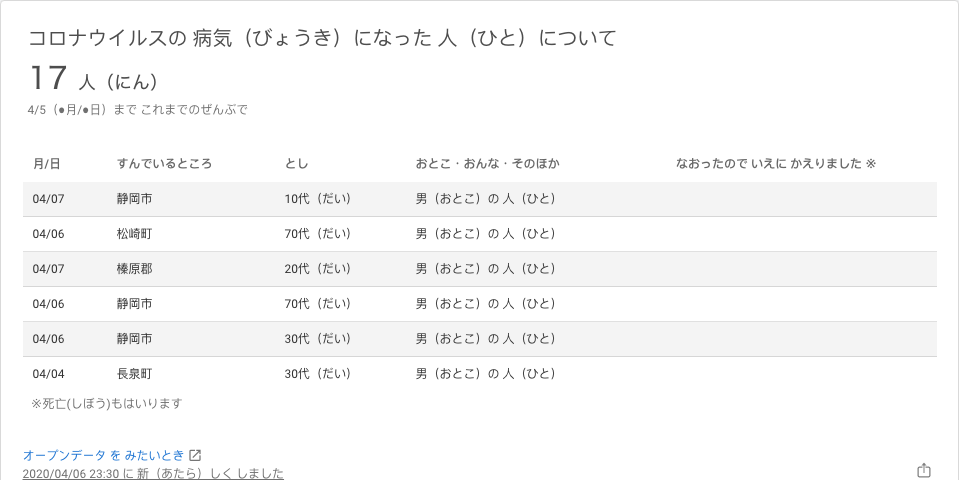 コロナウイルスの 病気（びょうき）になった 人（ひと）について
17 人（にん）
4/5（●月/●日）まで これまでのぜんぶで
月/日 すんでいるところ とし おとこ・おんな・そのほか なおったので いえに かえりました ※
04/07 静岡市 10代（だい） 男（おとこ）の 人（ひと）
04/06 松崎町 70代（だい） 男（おとこ）の 人（ひと）
04/07 榛原郡 20代（だい） 男（おとこ）の 人（ひと）
04/06 静岡市 70代（だい） 男（おとこ）の 人（ひと）
04/06 静岡市 30代（だい） 男（おとこ）の 人（ひと）
04/04 長泉町 30代（だい） 男（おとこ）の 人（ひと）
※死亡(しぼう)もはいります
オープンデータ を みたいとき
2020/04/06 23:30 に 新（あたら）しく しました